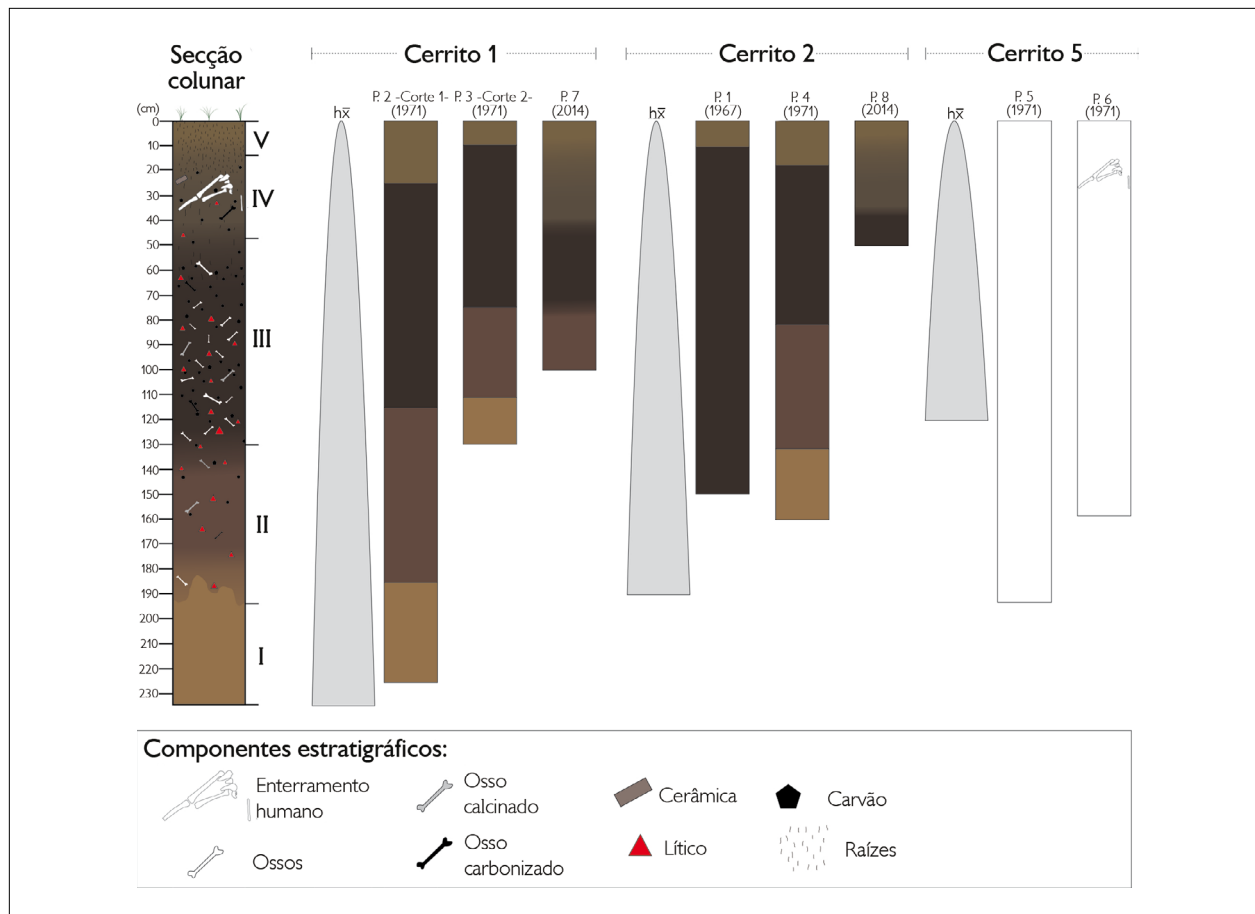 Secção
colunar
Cerrito 1
Cerrito 2
Cerrito 5
(cm)
hx̅
P. 2 -Corte 1-
(1971)
P. 3 -Corte 2-
(1971)
P. 7
(2014)
hx̅
P. 1
(1967)
P. 4
(1971)
P. 8
(2014)
hx̅
P. 5
(1971)
P. 6
(1971)
0
10
20
30
40
50
60
70
80
90
100
110
120
130
140
150
160
170
180
190
200
210
220
230
V
IV
III
II
I
Componentes estratigráficos:
Enterramento
humano
Osso
calcinado
Cerâmica
Carvão
Ossos
Osso
carbonizado
Lítico
Raízes